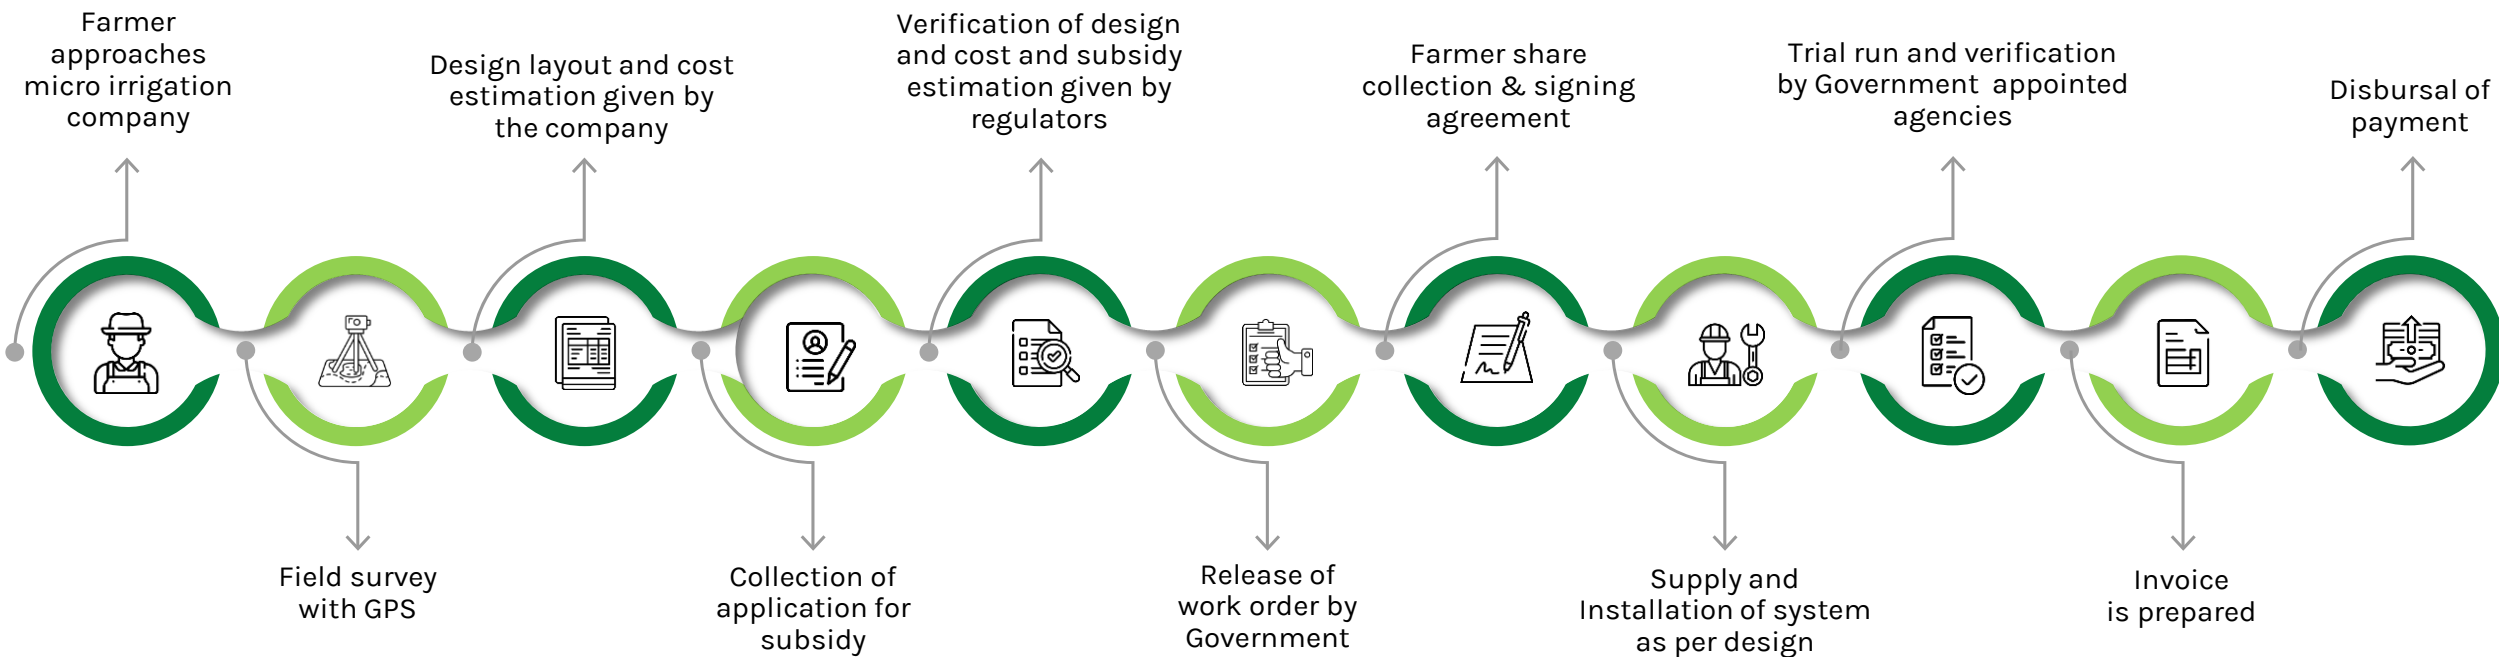 Farmer
approaches
micro irrigation
company
Field survey
with GPS
Design layout and cost
estimation given by
the company
Collection of
application for
subsidy
Verification of design
and cost and subsidy
estimation given by
regulators
Release of
work order by
Government
Farmer share
collection & signing
agreement
Supply and
Installation of system
as per design
Trial run and verification
by Government appointed
agencies
Invoice
is prepared
Disbursal of
payment